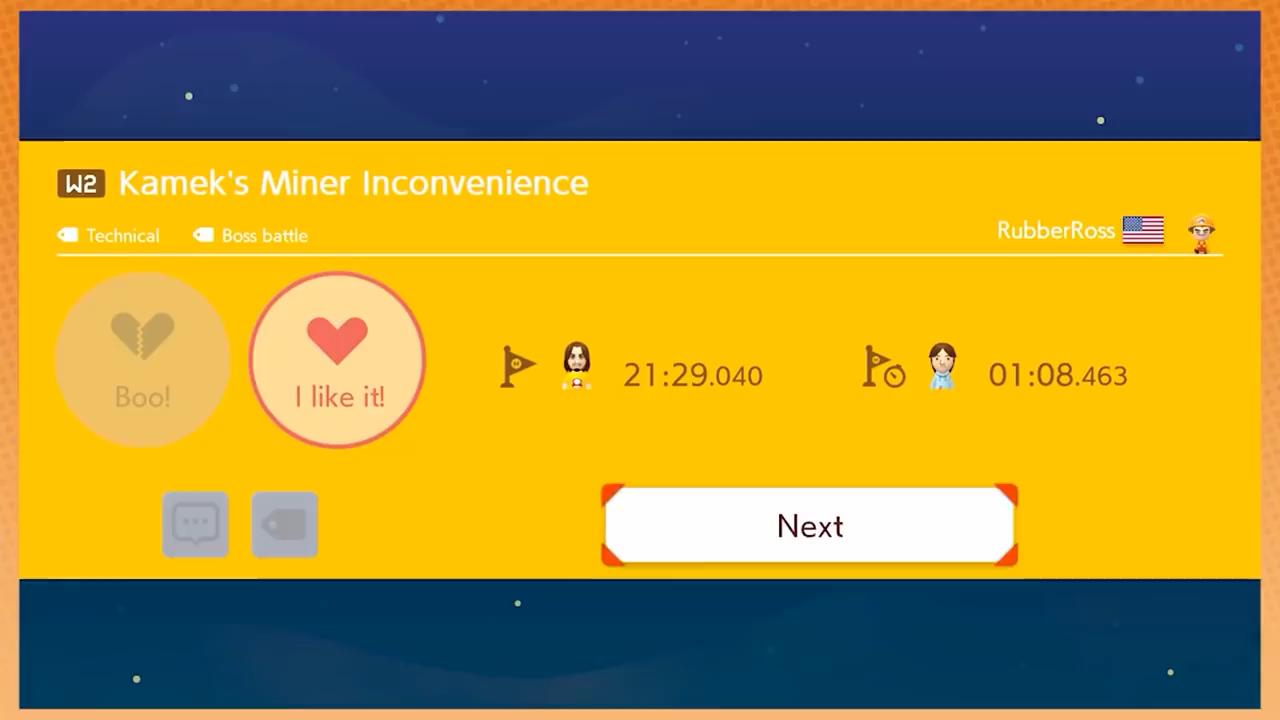 W2 Kamek's Miner Inconvenience
Technical Boss battle
RubberRoss
Boo!
I like it!
21:29.040
01:08.463
Next